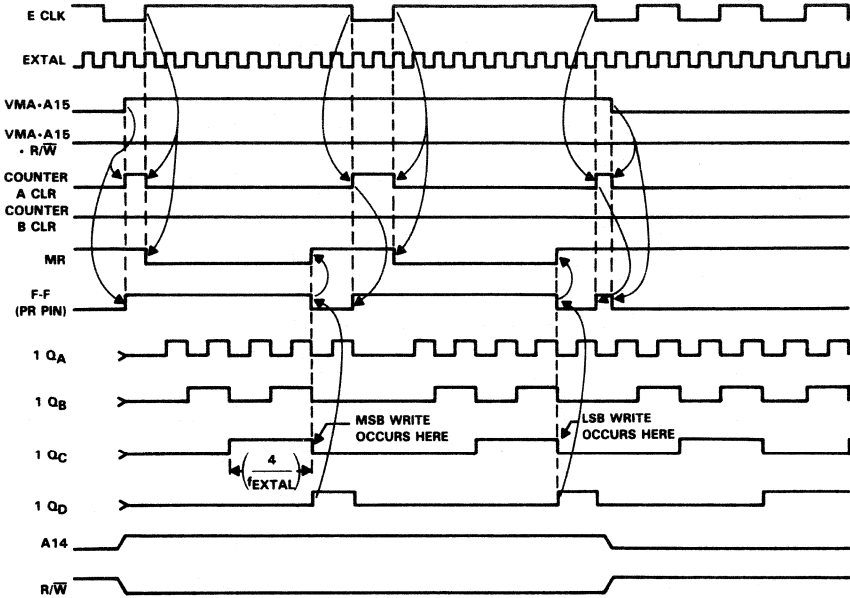 E CLK
EXTAL
VMA•A15
VMA•A15
• R/W̅
COUNTER
A CLR
COUNTER
B CLR
MR
F-F
(PR PIN)
1 QA
1 QB
MSB WRITE
OCCURS HERE
LSB WRITE
OCCURS HERE
1 QC
(4
fEXTAL)
1 QD
A14
R/W̅